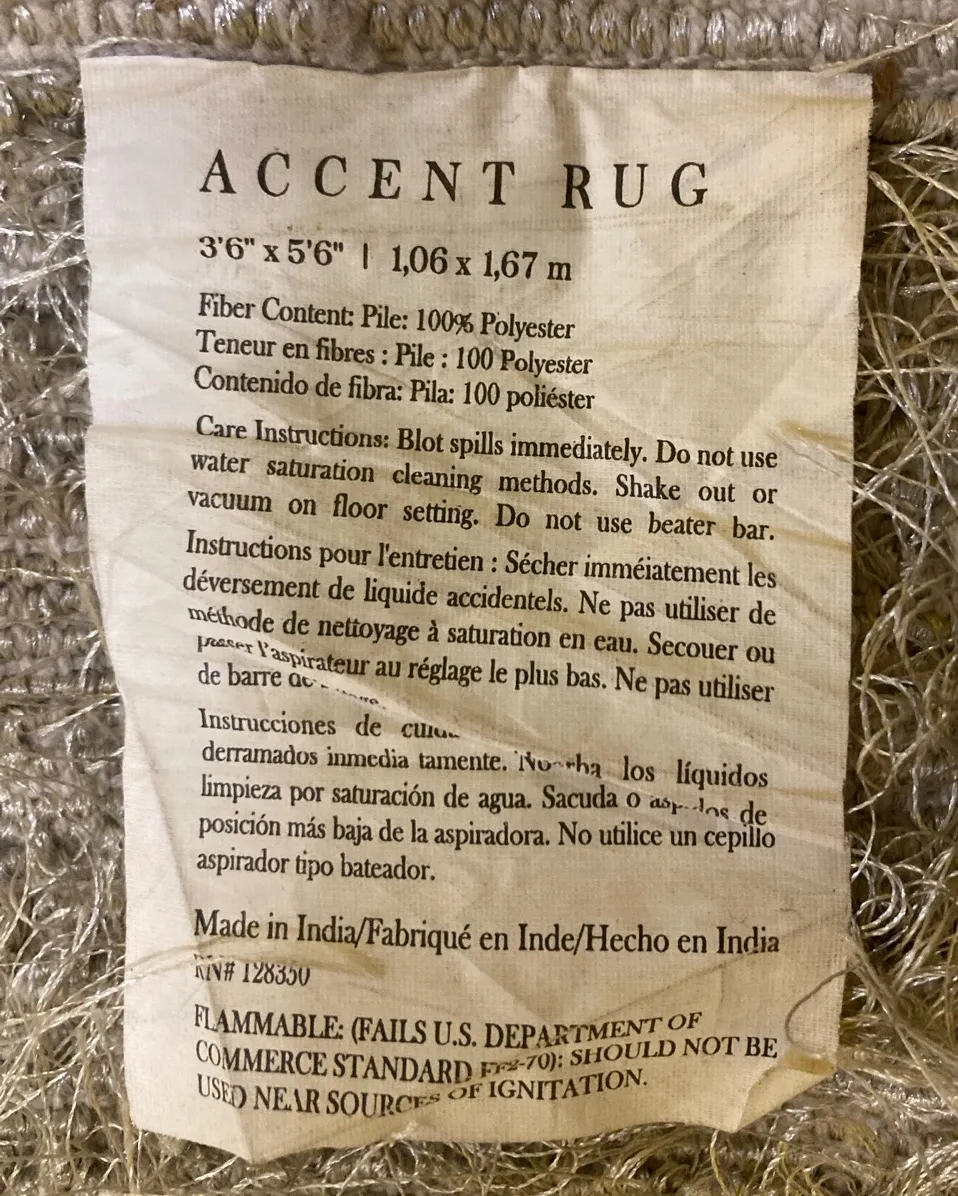 ACCENT RUG
3'6" x 5'6" | 1,06 x 1,67 m
Fiber Content: Pile: 100% Polyester
Teneur en fibres : Pile : 100 Polyester
Contenido de fibra: Pila: 100 poliéster
Care Instructions: Blot spills immediately. Do not use
water saturation cleaning methods. Shake out or
vacuum on floor setting. Do not use beater bar.
Instructions pour l'entretien : Sécher imméiatement les
déversement de liquide accidentels. Ne pas utiliser de
méthode de nettoyage à saturation en eau. Secouer ou
passer l'aspirateur au réglage le plus bas. Ne pas utiliser
de barre
Instrucciones de
derramados inmedia tamente. los líquidos
limpieza por saturación de agua. Sacuda o de
posición más baja de la aspiradora. No utilice un cepillo
aspirador tipo bateador.
Made in India/Fabriqué en Inde/Hecho en India
RN# 128350
FLAMMABLE: (FAILS U.S. DEPARTMENT OF
COMMERCE STANDARD FF2-70): SHOULD NOT BE
USED NEAR SOURCES OF IGNITATION.